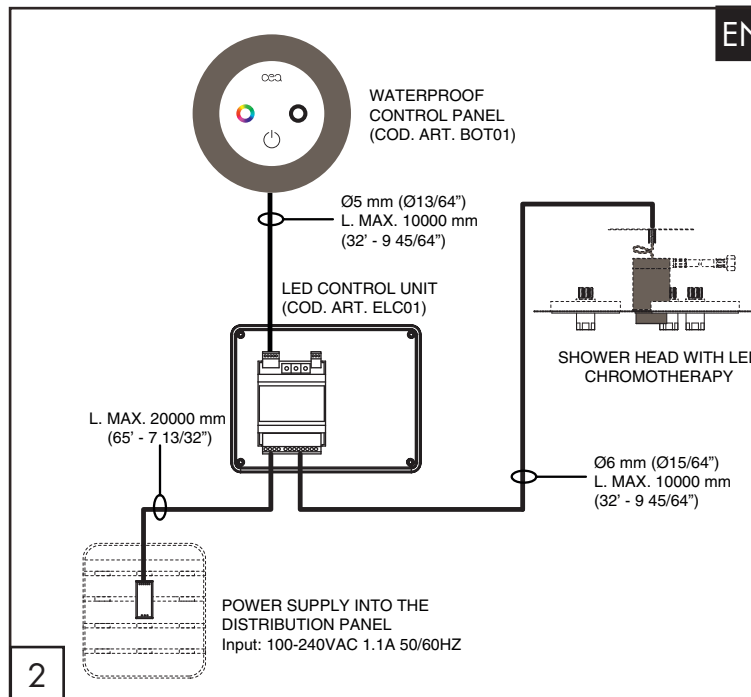 EN
cea
WATERPROOF
CONTROL PANEL
(COD. ART. BOT01)
Ø5 mm (Ø13/64”)
L. MAX. 10000 mm
(32’ - 9 45/64”)
LED CONTROL UNIT
(COD. ART. ELC01)
SHOWER HEAD WITH LED
CHROMOTHERAPY
L. MAX. 20000 mm
(65’ - 7 13/32”)
Ø6 mm (Ø15/64”)
L. MAX. 10000 mm
(32’ - 9 45/64”)
POWER SUPPLY INTO THE
DISTRIBUTION PANEL
Input: 100-240VAC 1.1A 50/60HZ
2